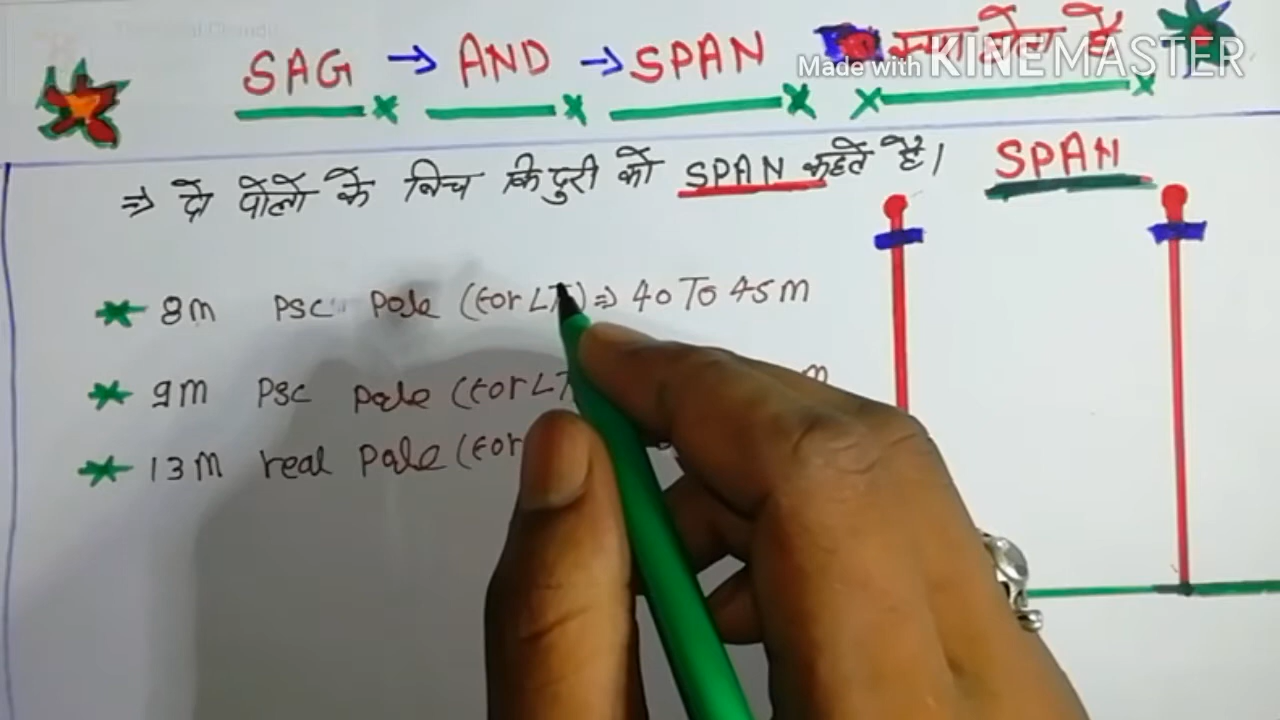 SAG → AND → SPAN क्या होता है
Made with KINEMASTER
⇒ दो पोलो के बिच कि दुरी को SPAN कहते है।
SPAN
8m PSC Pole (For LT) ⇒ 40 To 45m
9m PSC Pole (For LT m
13m real Pole (For